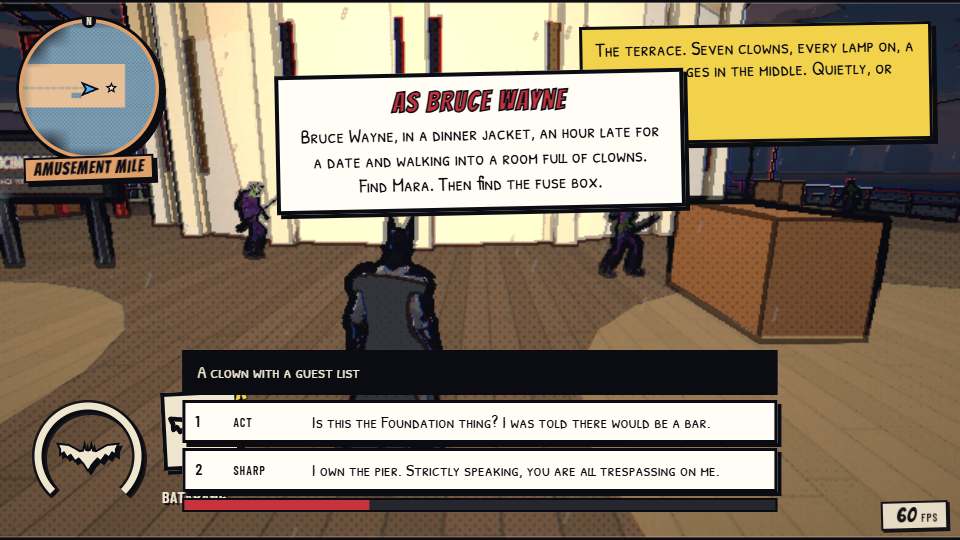 N
AMUSEMENT MILE
THE TERRACE. SEVEN CLOWNS, EVERY LAMP ON, A
GES IN THE MIDDLE. QUIETLY, OR
AS BRUCE WAYNE
BRUCE WAYNE, IN A DINNER JACKET, AN HOUR LATE FOR
A DATE AND WALKING INTO A ROOM FULL OF CLOWNS.
FIND MARA. THEN FIND THE FUSE BOX.
A CLOWN WITH A GUEST LIST
1 ACT IS THIS THE FOUNDATION THING? I WAS TOLD THERE WOULD BE A BAR.
2 SHARP I OWN THE PIER. STRICTLY SPEAKING, YOU ARE ALL TRESPASSING ON ME.
60 FPS